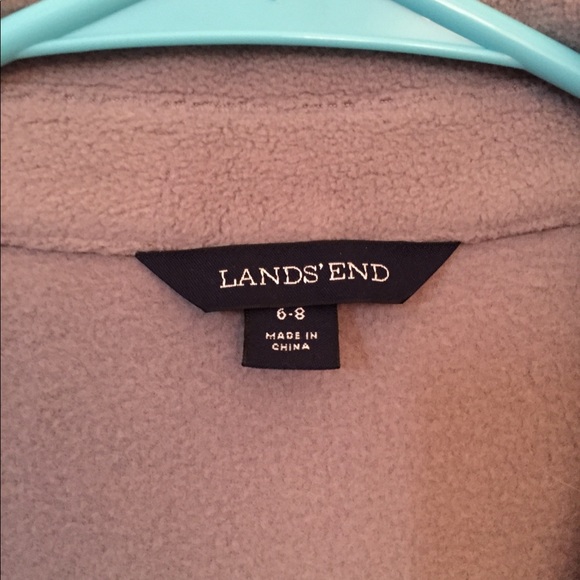 LANDS' END
6-8
MADE IN
CHINA